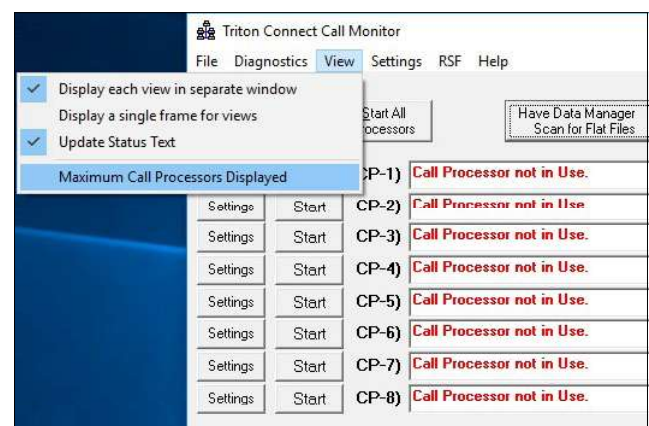 Triton Connect Call Monitor
File Diagnostics View Settings RSF Help
Display each view in separate window
Display a single frame for views
Update Status Text
Maximum Call Processors Displayed
Start All
Have Data Manager
Scan for Flat Files
CP-1) Call Processor not in Use.
Settings Start CP-2) Call Processor not in Use
Settings Start CP-3) Call Processor not in Use.
Settings Start CP-4) Call Processor not in Use.
Settings Start CP-5) Call Processor not in Use.
Settings Start CP-6) Call Processor not in Use.
Settings Start CP-7) Call Processor not in Use.
Settings Start CP-8) Call Processor not in Use.